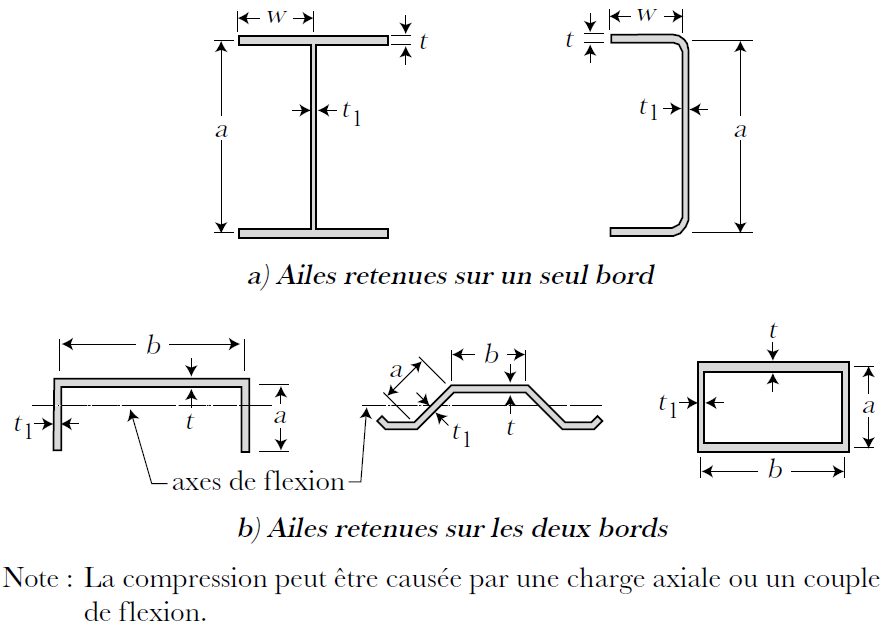 w w
t t
a t1 t1 a
a) Ailes retenues sur un seul bord
b a b t
t1 t a t1 t t1 a
axes de flexion b
b) Ailes retenues sur les deux bords
Note : La compression peut être causée par une charge axiale ou un couple
de flexion.